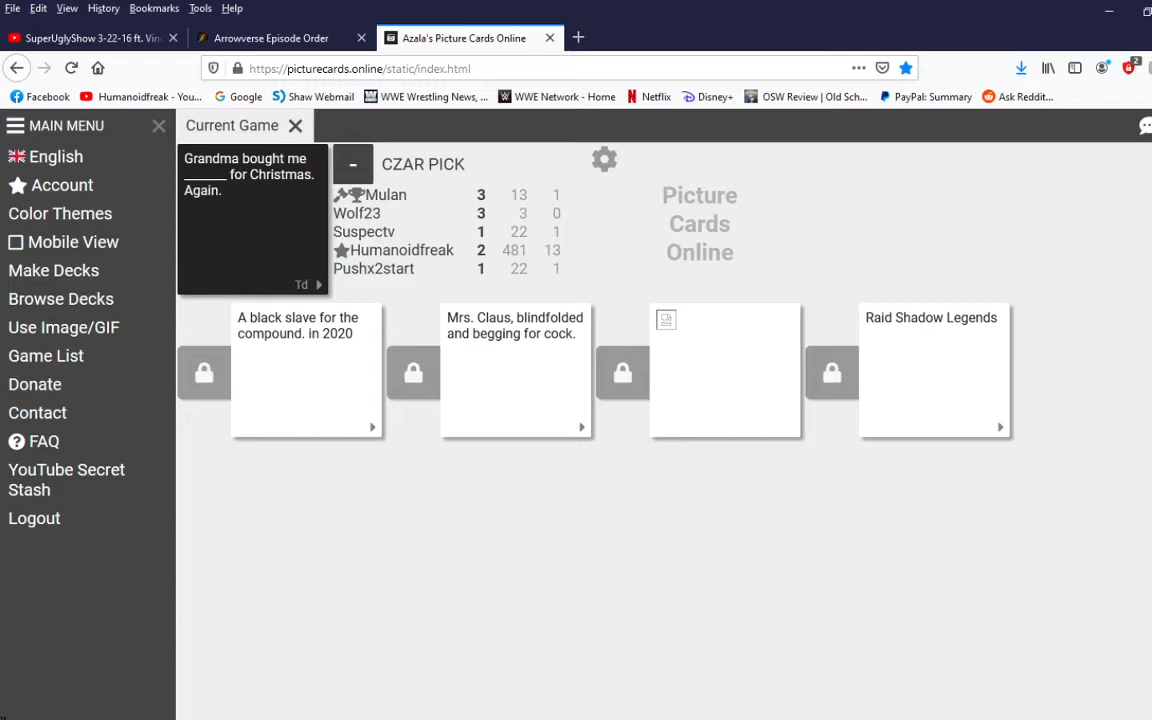 File Edit View History Bookmarks Tools Help
SuperUglyShow 3-22-16 ft. Vin
Arrowverse Episode Order
Azala's Picture Cards Online
https://picturecards.online/static/index.html
2
Facebook
Humanoidfreak - You...
Google
Shaw Webmail
WWE Wrestling News, ...
WWE Network - Home
Netflix
Disney+
OSW Review | Old Sch...
PayPal: Summary
Ask Reddit...
MAIN MENU
Current Game
English
Account
Color Themes
Mobile View
Make Decks
Browse Decks
Use Image/GIF
Game List
Donate
Contact
FAQ
YouTube Secret
Stash
Logout
Grandma bought me
______ for Christmas.
Again.
Td
-
CZAR PICK
Mulan 3 13 1
Wolf23 3 3 0
Suspectv 1 22 1
Humanoidfreak 2 481 13
Pushx2start 1 22 1
Picture
Cards
Online
A black slave for the
compound. in 2020
Mrs. Claus, blindfolded
and begging for cock.
Raid Shadow Legends